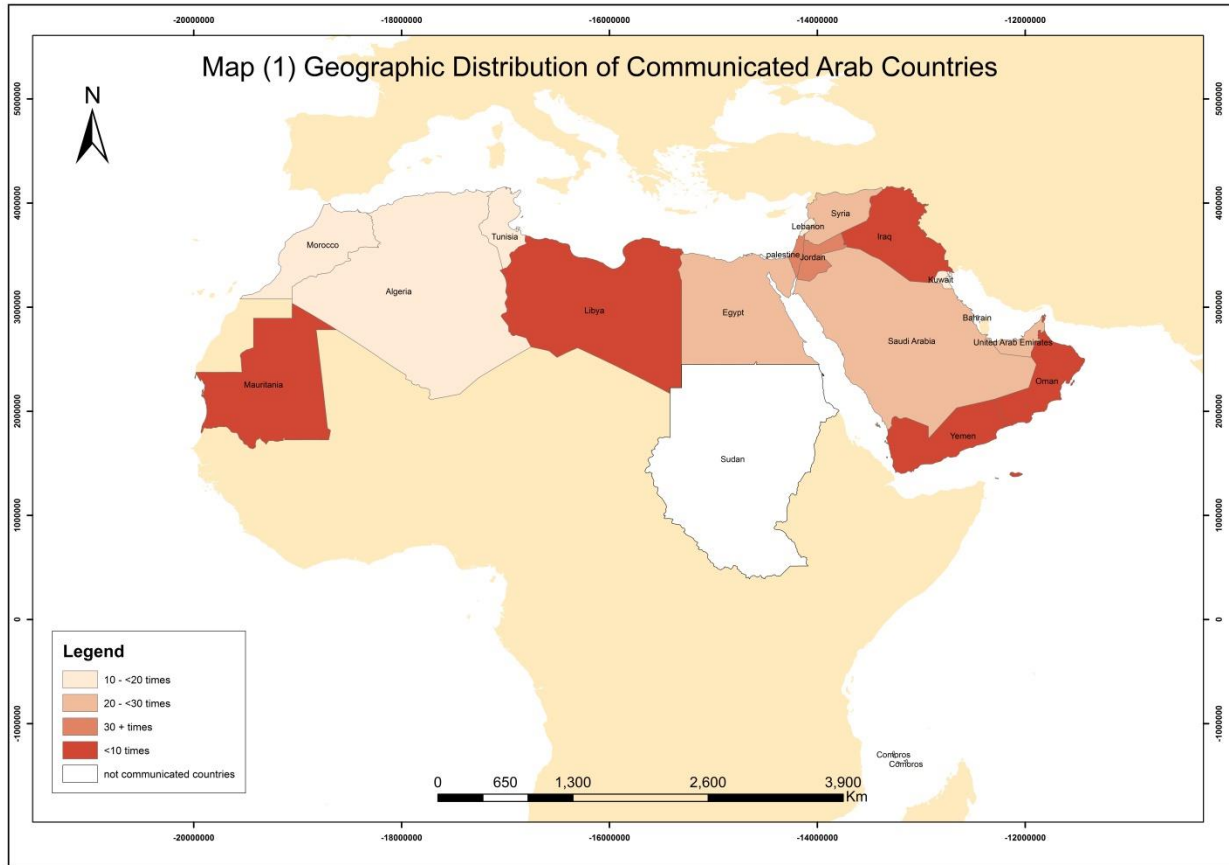 -20000000 -18000000 -16000000 -14000000 -12000000
Map (1) Geographic Distribution of Communicated Arab Countries
N
5000000 5000000
4000000 4000000
3000000 3000000
2000000 2000000
1000000 1000000
0 0
-1000000 -1000000
Morocco
Tunisia
Algeria
Libya
Egypt
Mauritania
Sudan
Lebanon
Syria
palestine
Jordan
Iraq
Kuwait
Bahrain
Saudi Arabia
United Arab Emirates
Oman
Yemen
Comoros
Comoros
Legend
10 - <20 times
20 - <30 times
30 + times
<10 times
not communicated countries
0 650 1,300 2,600 3,900
Km
-20000000 -18000000 -16000000 -14000000 -12000000